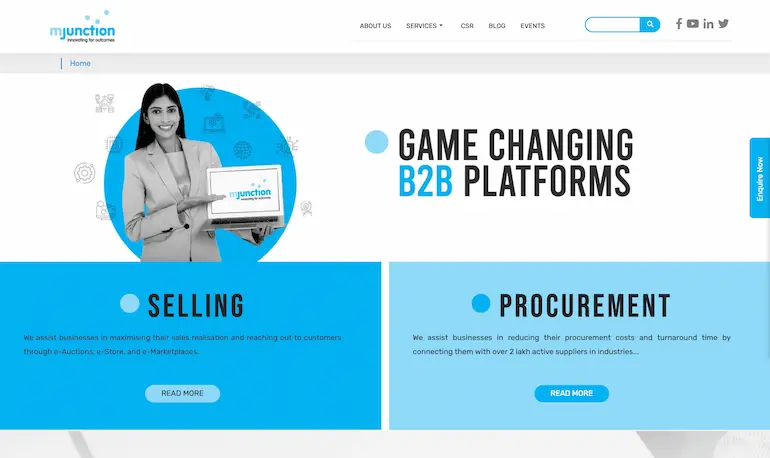 mjunction
innovating for outcomes
ABOUT US SERVICES CSR BLOG EVENTS
Home
GAME CHANGING
B2B PLATFORMS
mjunction
innovating for outcomes
Enquire Now
SELLING
We assist businesses in maximising their sales realisation and reaching out to customers
through e-Auctions, e-Store, and e-Marketplaces.
READ MORE
PROCUREMENT
We assist businesses in reducing their procurement costs and turnaround time by
connecting them with over 2 lakh active suppliers in industries...
READ MORE